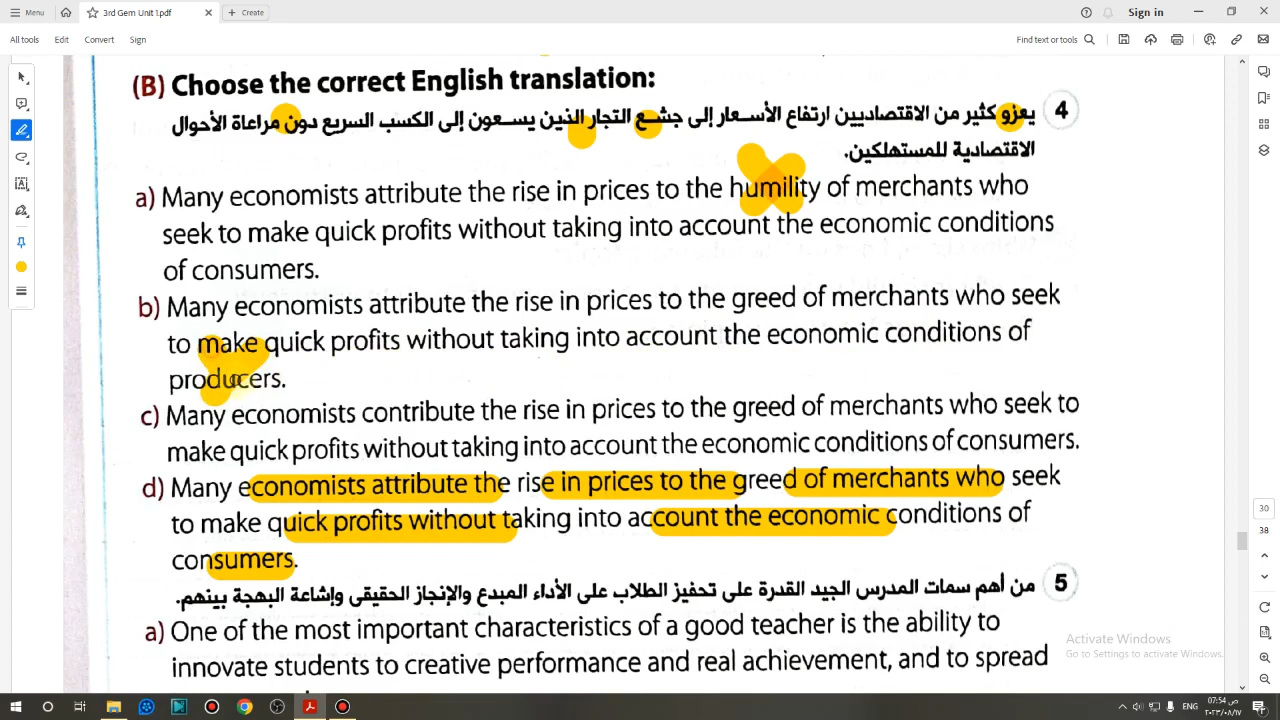 Menu
3rd Gem Unit 1.pdf
Create
Sign in
All tools
Edit
Convert
Sign
Find text or tools
(B) Choose the correct English translation:
4 يعزو كثير من الاقتصاديين ارتفاع الأسعار إلى جشع التجار الذين يسعون إلى الكسب السريع دون مراعاة الأحوال
الاقتصادية للمستهلكين.
a) Many economists attribute the rise in prices to the humility of merchants who
seek to make quick profits without taking into account the economic conditions
of consumers.
b) Many economists attribute the rise in prices to the greed of merchants who seek
to make quick profits without taking into account the economic conditions of
producers.
c) Many economists contribute the rise in prices to the greed of merchants who seek to
make quick profits without taking into account the economic conditions of consumers.
d) Many economists attribute the rise in prices to the greed of merchants who seek
to make quick profits without taking into account the economic conditions of
consumers.
5 من أهم سمات المدرس الجيد القدرة على تحفيز الطلاب على الأداء المبدع والإنجاز الحقيقى وإشاعة البهجة بينهم.
a) One of the most important characteristics of a good teacher is the ability to
innovate students to creative performance and real achievement, and to spread
30
38
Activate Windows
Go to Settings to activate Windows.
ENG
07:54 ص
٢٠٢٣/٠٨/١٧